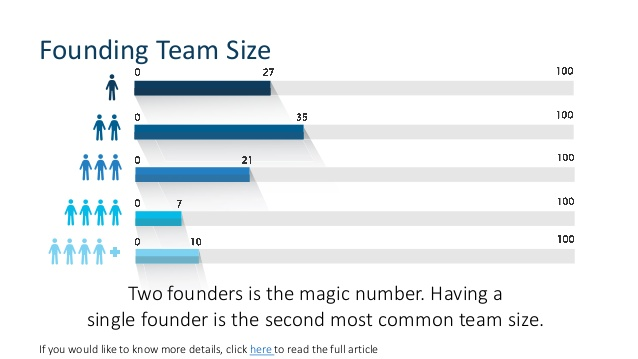 Founding Team Size
0 27 100
0 35 100
0 21 100
0 7 100
0 10 100
Two founders is the magic number. Having a
single founder is the second most common team size.
If you would like to know more details, click here to read the full article